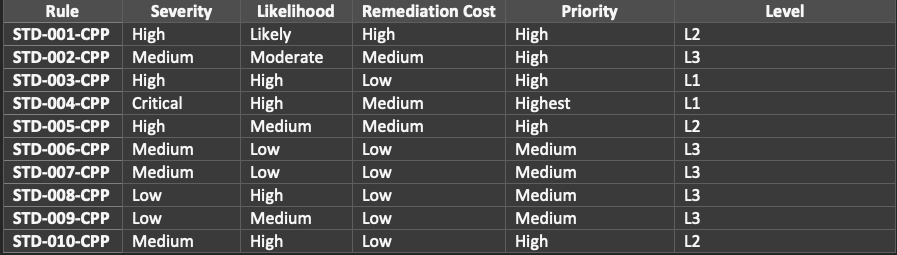 Rule Severity Likelihood Remediation Cost Priority Level
STD-001-CPP High Likely High High L2
STD-002-CPP Medium Moderate Medium High L3
STD-003-CPP High High Low High L1
STD-004-CPP Critical High Medium Highest L1
STD-005-CPP High Medium Medium High L2
STD-006-CPP Medium Low Low Medium L3
STD-007-CPP Medium Low Low Medium L3
STD-008-CPP Low High Low Medium L3
STD-009-CPP Low Medium Low Medium L3
STD-010-CPP Medium High Low High L2